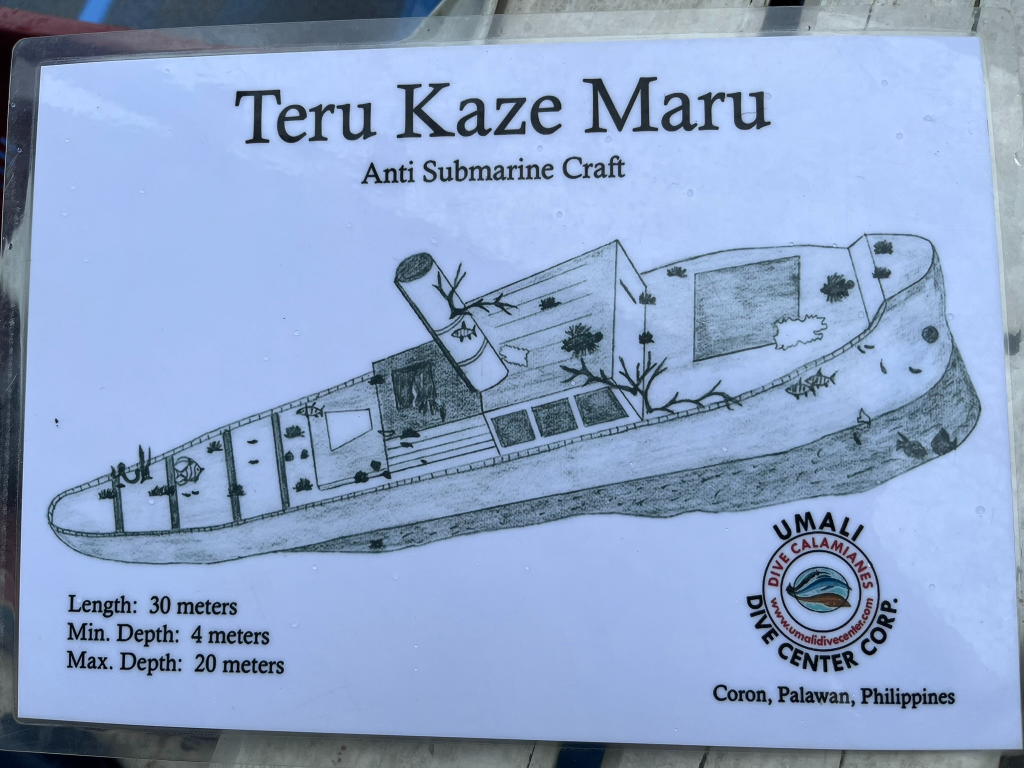 Teru Kaze Maru
Anti Submarine Craft
Length: 30 meters
Min. Depth: 4 meters
Max. Depth: 20 meters
UMALI
DIVE CALAMIANES
www.umalidivecenter.com
DIVE CENTER CORP.
Coron, Palawan, Philippines